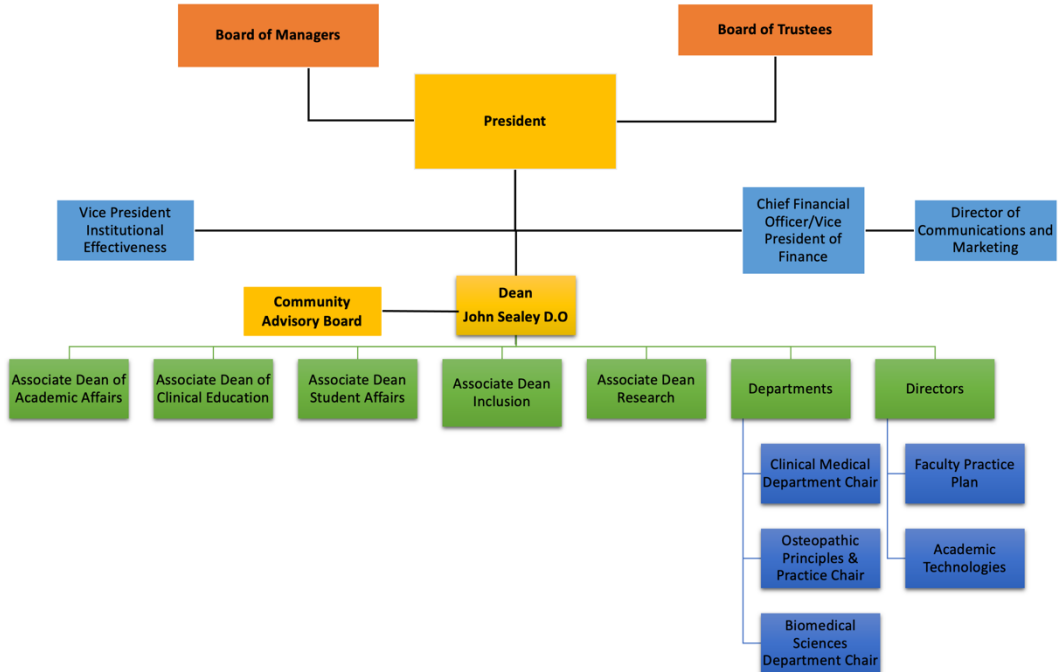 Board of Managers
Board of Trustees
President
Vice President
Institutional
Effectiveness
Chief Financial
Officer/Vice
President of
Finance
Director of
Communications and
Marketing
Dean
John Sealey D.O
Community
Advisory Board
Associate Dean of
Academic Affairs
Associate Dean of
Clinical Education
Associate Dean
Student Affairs
Associate Dean
Inclusion
Associate Dean
Research
Departments
Directors
Clinical Medical
Department Chair
Faculty Practice
Plan
Osteopathic
Principles &
Practice Chair
Academic
Technologies
Biomedical
Sciences
Department Chair